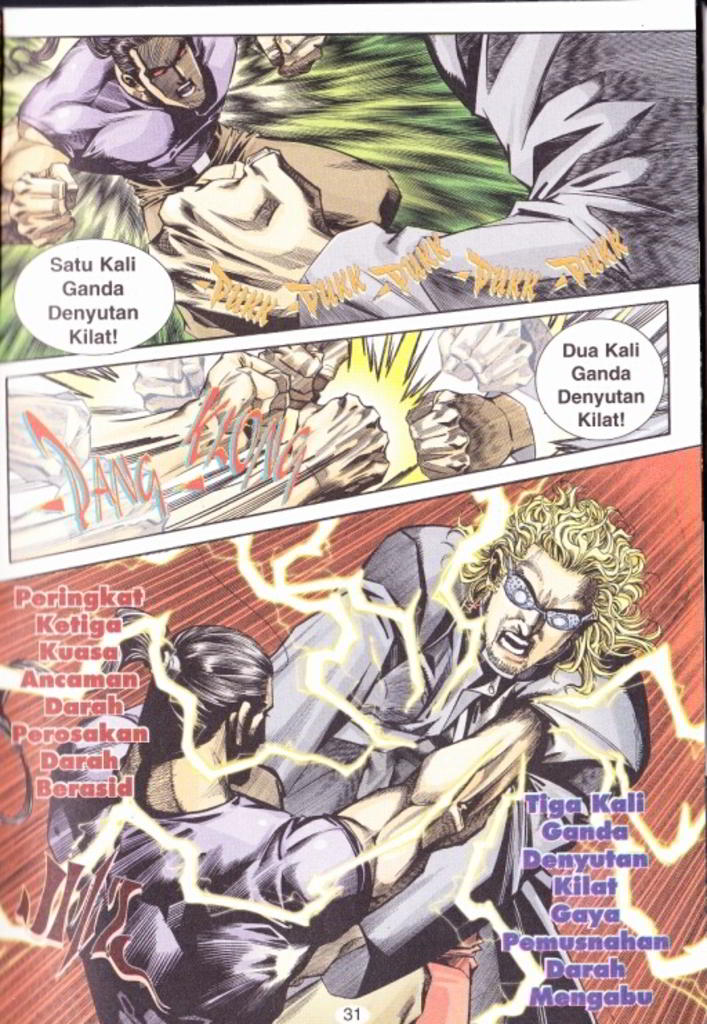 Satu Kali
Ganda
Denyutan
Kilat!
DUKK DUKK DUKK DUKK DUKK
Dua Kali
Ganda
Denyutan
Kilat!
DANG KLONG
Peringkat
Ketiga
Kuasa
Ancaman
Darah
Perosakan
Darah
Berasid
Tiga Kali
Ganda
Denyutan
Kilat
Gaya
Pemusnahan
Darah
Mengabu
31